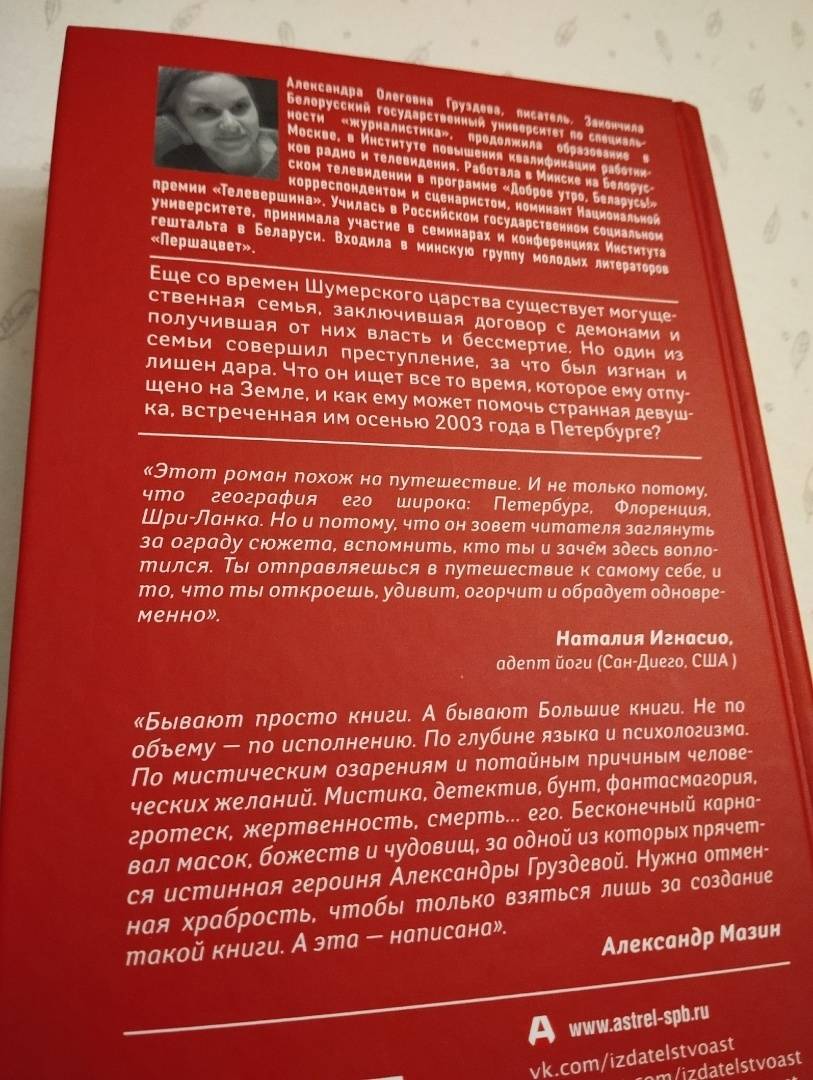 Александра Олеговна Груздева, писатель. Закончила
Белорусский государственный университет по специаль-
ности «журналистика», продолжила образование в
Москве, в Институте повышения квалификации работни-
ков радио и телевидения. Работала в Минске на Белорус-
ском телевидении в программе «Доброе утро, Беларусь!»
корреспондентом и сценаристом, номинант Национальной
премии «Телевершина». Училась в Российском государственном социальном
университете, принимала участие в семинарах и конференциях Института
гештальта в Беларуси. Входила в минскую группу молодых литераторов
«Першацвет».
Еще со времен Шумерского царства существует могуще-
ственная семья, заключившая договор с демонами и
получившая от них власть и бессмертие. Но один из
семьи совершил преступление, за что был изгнан и
лишен дара. Что он ищет все то время, которое ему отпу-
щено на Земле, и как ему может помочь странная девуш-
ка, встреченная им осенью 2003 года в Петербурге?
«Этот роман похож на путешествие. И не только потому,
что география его широка: Петербург, Флоренция,
Шри-Ланка. Но и потому, что он зовет читателя заглянуть
за ограду сюжета, вспомнить, кто ты и зачем здесь вопло-
тился. Ты отправляешься в путешествие к самому себе, и
то, что ты откроешь, удивит, огорчит и обрадует одновре-
менно».
Наталия Игнасио,
адепт йоги (Сан-Диего, США)
«Бывают просто книги. А бывают Большие книги. Не по
объему — по исполнению. По глубине языка и психологизма.
По мистическим озарениям и потайным причинам челове-
ческих желаний. Мистика, детектив, бунт, фантасмагория,
гротеск, жертвенность, смерть... его. Бесконечный карна-
вал масок, божеств и чудовищ, за одной из которых прячет-
ся истинная героиня Александры Груздевой. Нужна отмен-
ная храбрость, чтобы только взяться лишь за создание
такой книги. А эта — написана».
Александр Мазин
А www.astrel-spb.ru
vk.com/izdatelstvoast
com/izdatelstvoast